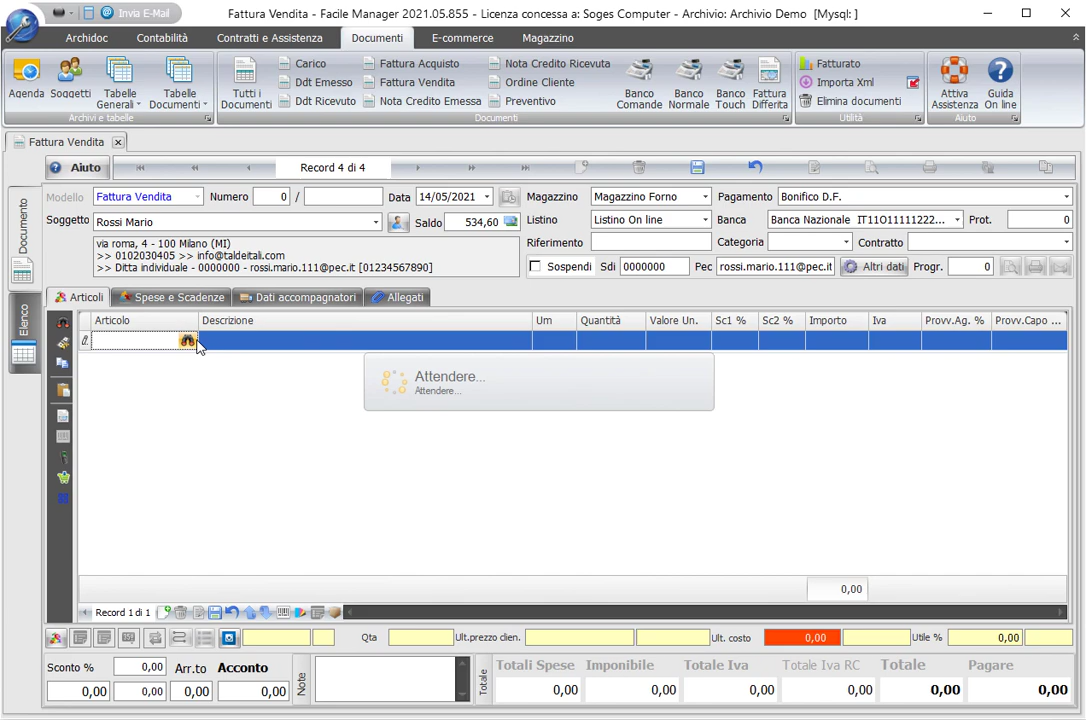 Invia E-Mail
Fattura Vendita - Facile Manager 2021.05.855 - Licenza concessa a: Soges Computer - Archivio: Archivio Demo [Mysql: ]
Archidoc Contabilità Contratti e Assistenza Documenti E-commerce Magazzino
Carico Fattura Acquisto Nota Credito Ricevuta Fatturato
Ddt Emesso Fattura Vendita Ordine Cliente Importa Xml
Ddt Ricevuto Nota Credito Emessa Preventivo Elimina documenti
Agenda Soggetti Tabelle Generali Tabelle Documenti Tutti i Documenti Banco Comande Banco Normale Banco Touch Fattura Differita Attiva Assistenza Guida On line
Archivi e tabelle Documenti Utilità Aiuto
Fattura Vendita
Aiuto Record 4 di 4
Documento
Elenco
Modello Fattura Vendita Numero 0 / Data 14/05/2021 Magazzino Magazzino Forno Pagamento Bonifico D.F.
Soggetto Rossi Mario Saldo 534,60 Listino Listino On line Banca Banca Nazionale IT11O11111222... Prot. 0
via roma, 4 - 100 Milano (MI) Riferimento Categoria Contratto
>> 0102030405 >> info@taldeitali.com
>> Ditta individuale - 0000000 - rossi.mario.111@pec.it [01234567890] Sospendi Sdi 0000000 Pec rossi.mario.111@pec.it Altri dati Progr. 0
Articoli Spese e Scadenze Dati accompagnatori Allegati
Articolo Descrizione Um Quantità Valore Un. Sc1 % Sc2 % Importo Iva Provv.Ag. % Provv.Capo ...
Attendere...
Attendere...
0,00
Record 1 di 1
Qta Ult.prezzo clien. Ult. costo 0,00 Utile % 0,00
Sconto % 0,00 Arr.to Acconto Note Totale Totali Spese Imponibile Totale Iva Totale Iva RC Totale Pagare
0,00 0,00 0,00 0,00 0,00 0,00 0,00 0,00 0,00 0,00